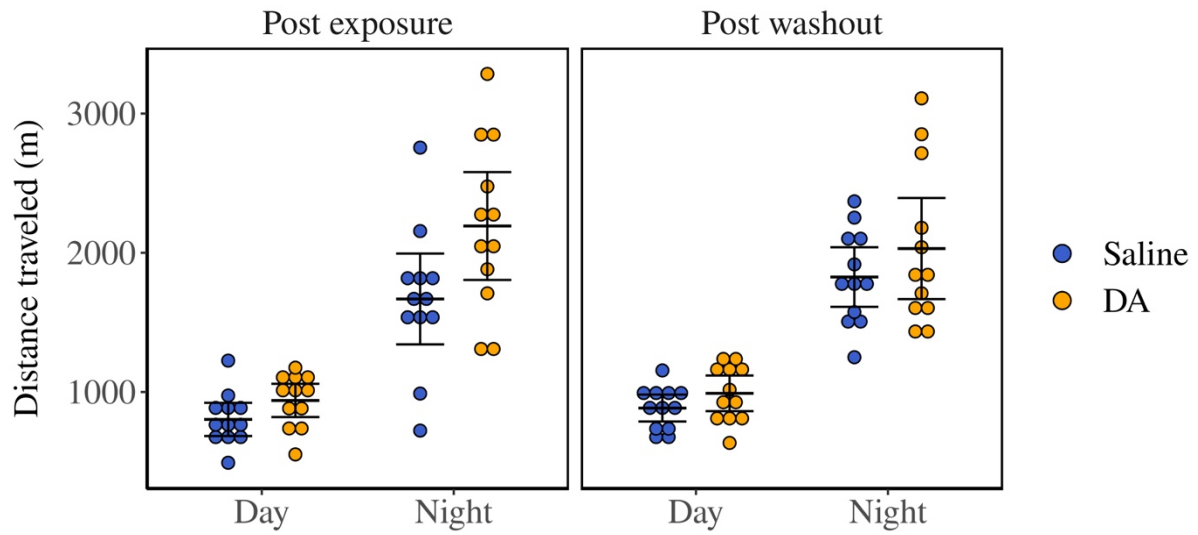 Post exposure
Post washout
Distance traveled (m)
3000
2000
1000
Day
Night
Day
Night
Saline
DA